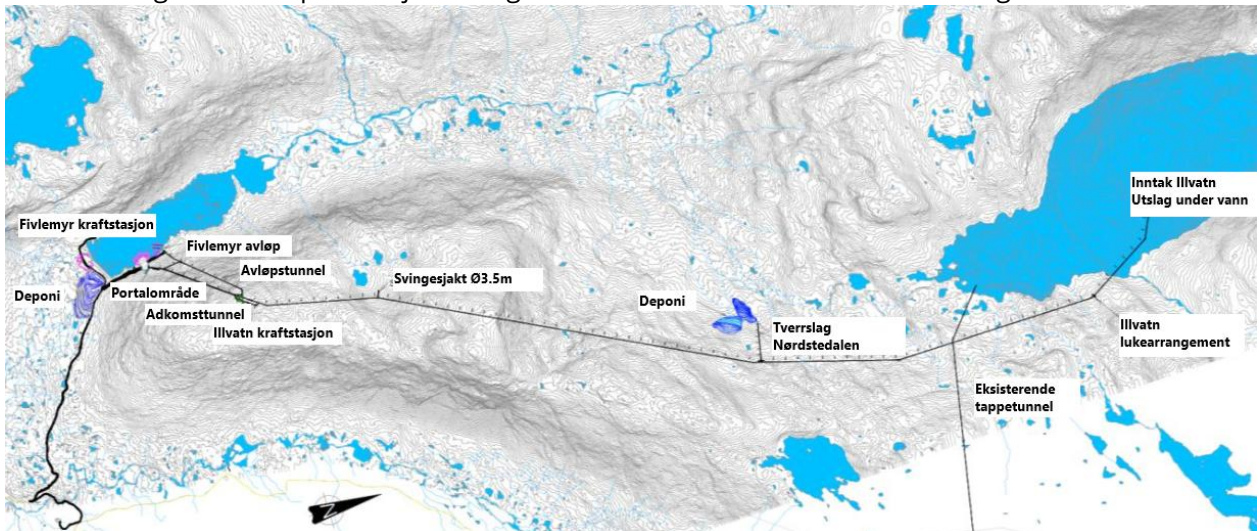 Inntak Illvatn
Utslag under vann
Fivlemyr kraftstasjon
Fivlemyr avløp
Avløpstunnel
Svingesjakt Ø3.5m
Deponi
Portalområde
Adkomsttunnel
Illvatn kraftstasjon
Deponi
Tverrslag
Nørdstedalen
Illvatn
lukearrangement
Eksisterende
tappetunnel
N